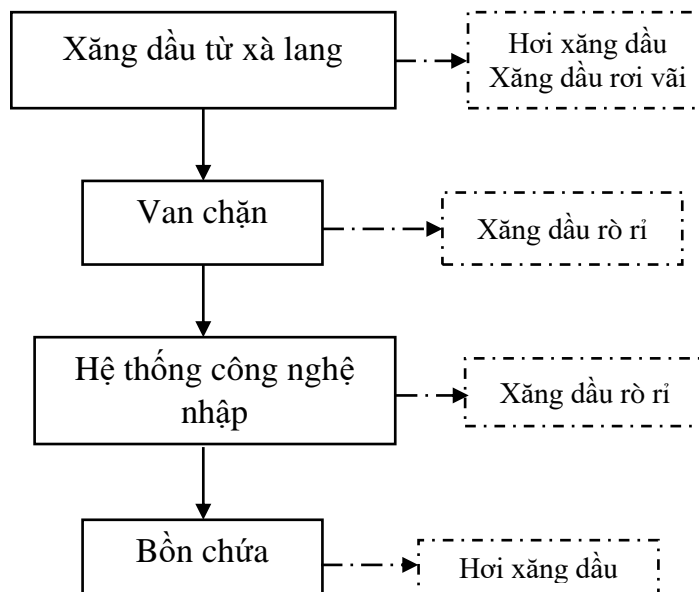 Xăng dầu từ xà lang
Hơi xăng dầu
Xăng dầu rơi vãi
Van chặn
Xăng dầu rò rỉ
Hệ thống công nghệ
nhập
Xăng dầu rò rỉ
Bồn chứa
Hơi xăng dầu